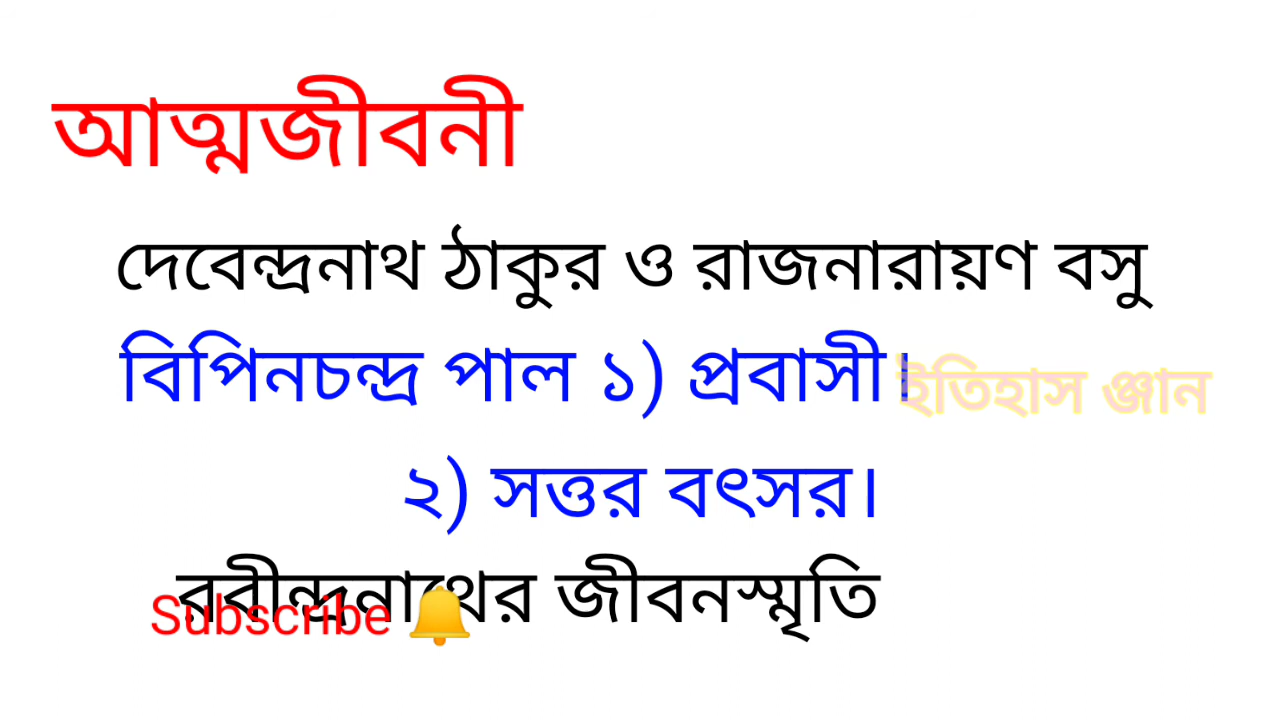 আত্মজীবনী
দেবেন্দ্রনাথ ঠাকুর ও রাজনারায়ণ বসু
বিপিনচন্দ্র পাল ১) প্রবাসী।
ইতিহাস জ্ঞান
২) সত্তর বৎসর।
রবীন্দ্রনাথের জীবনস্মৃতি
Subscribe 🔔